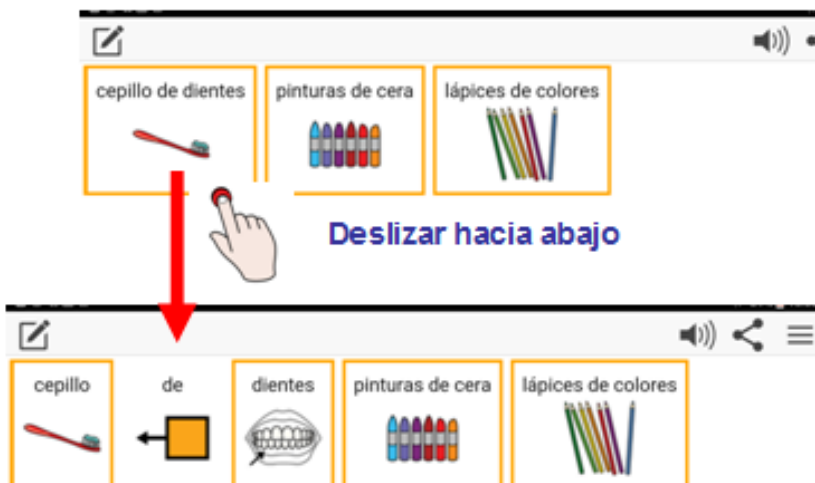 cepillo de dientes
pinturas de cera
lápices de colores
Deslizar hacia abajo
cepillo
de
dientes
pinturas de cera
lápices de colores